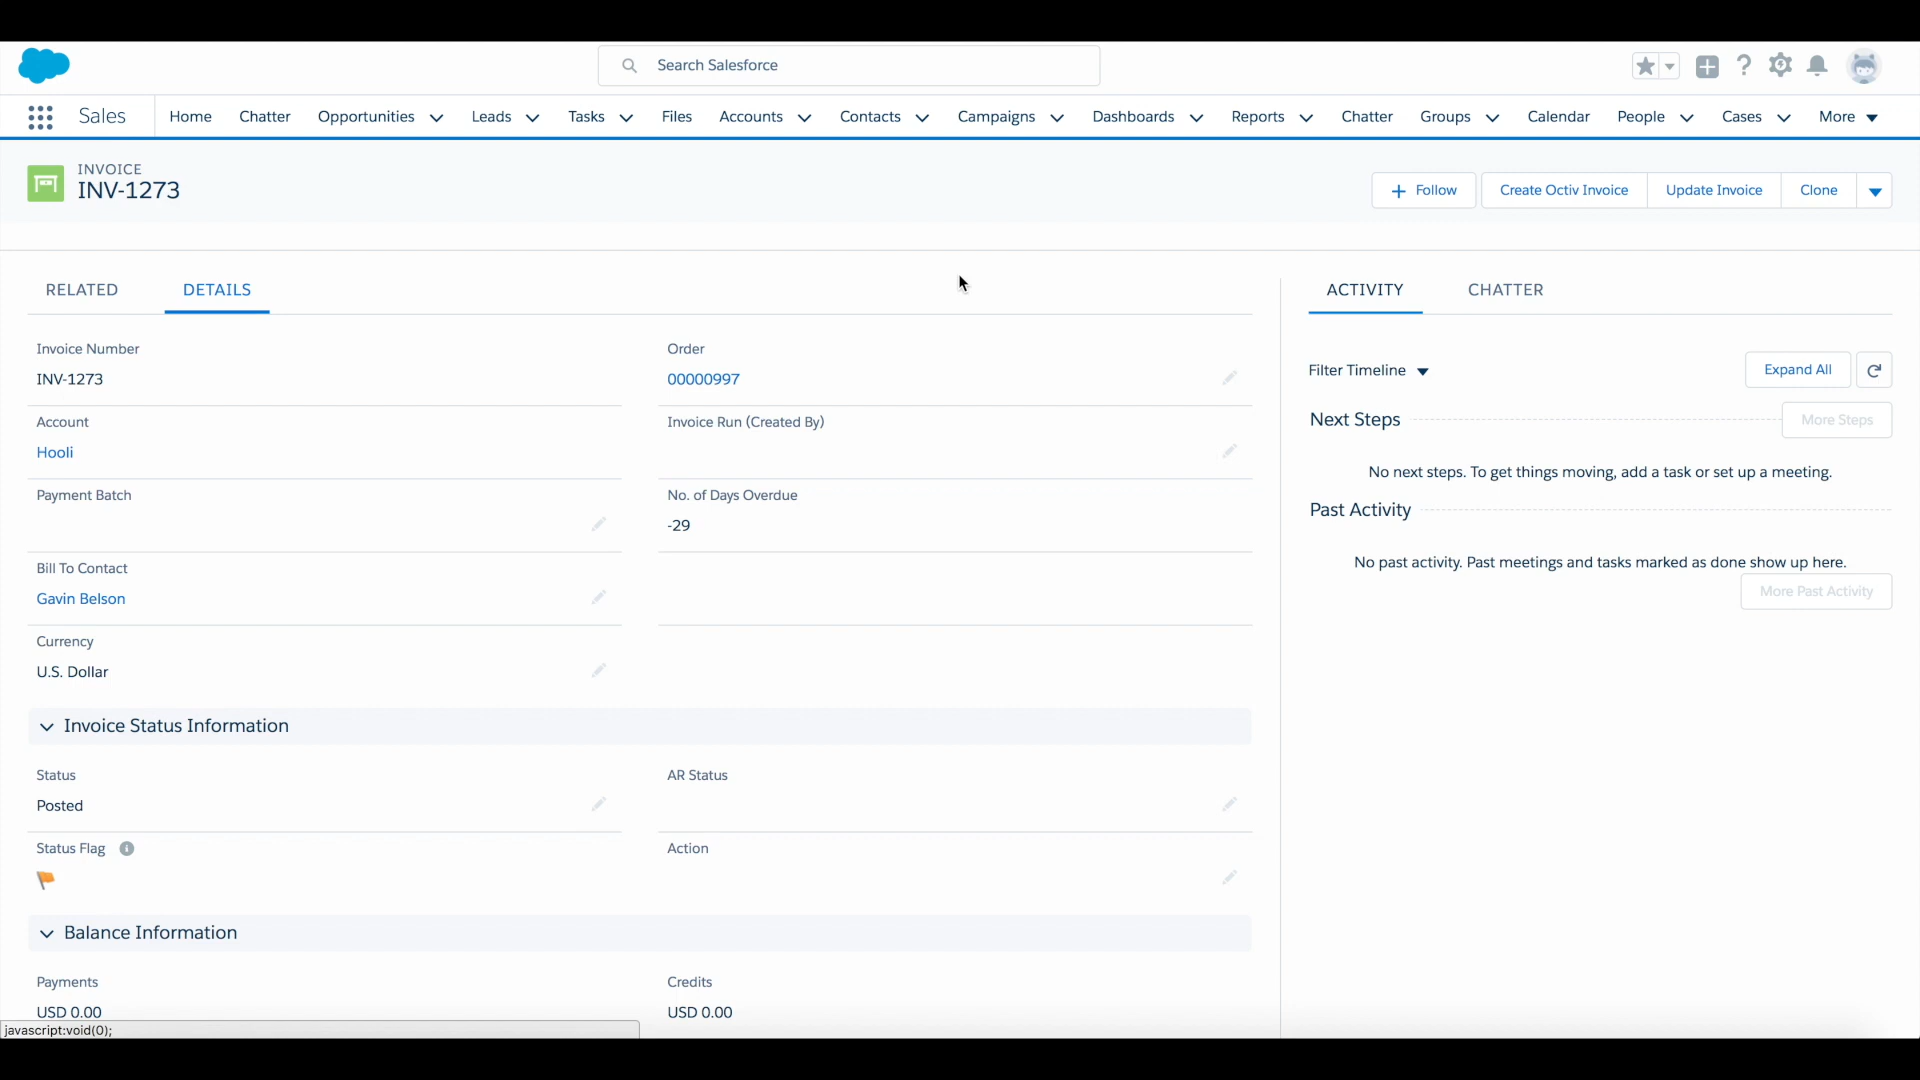 Search Salesforce
Sales
Home Chatter Opportunities Leads Tasks Files Accounts Contacts Campaigns Dashboards Reports Chatter Groups Calendar People Cases More
INVOICE
INV-1273
Follow Create Octiv Invoice Update Invoice Clone
RELATED DETAILS
Invoice Number
INV-1273
Order
00000997
Account
Hooli
Invoice Run (Created By)
Payment Batch
No. of Days Overdue
-29
Bill To Contact
Gavin Belson
Currency
U.S. Dollar
Invoice Status Information
Status
Posted
AR Status
Status Flag
Action
Balance Information
Payments
USD 0.00
Credits
USD 0.00
javascript:void(0);
ACTIVITY CHATTER
Filter Timeline
Expand All
Next Steps
More Steps
No next steps. To get things moving, add a task or set up a meeting.
Past Activity
No past activity. Past meetings and tasks marked as done show up here.
More Past Activity